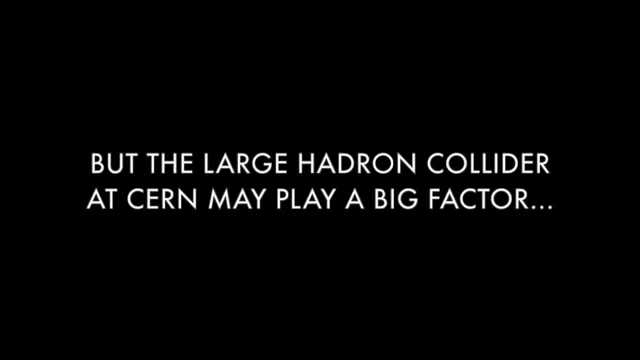 BUT THE LARGE HADRON COLLIDER
AT CERN MAY PLAY A BIG FACTOR...